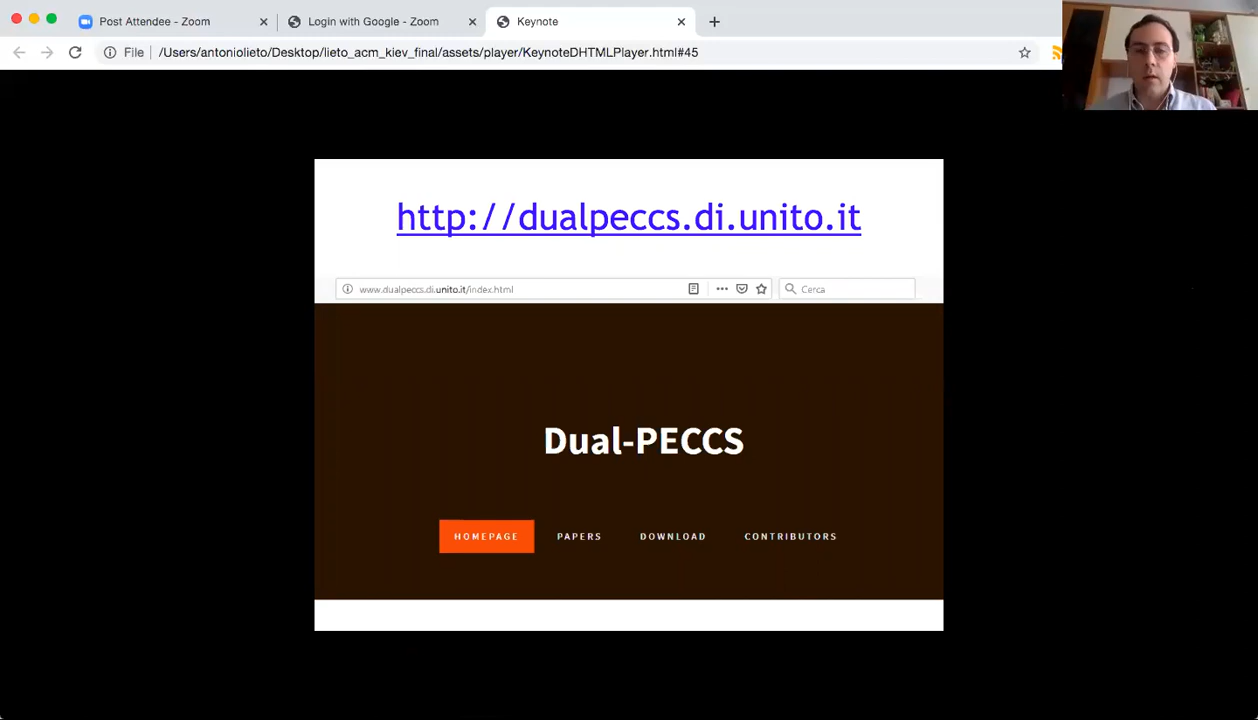 Post Attendee - Zoom
Login with Google - Zoom
Keynote
File
/Users/antoniolieto/Desktop/lieto_acm_kiev_final/assets/player/KeynoteDHTMLPlayer.html#45
http://dualpeccs.di.unito.it
www.dualpeccs.di.unito.it/index.html
Cerca
Dual-PECCS
HOMEPAGE PAPERS DOWNLOAD CONTRIBUTORS